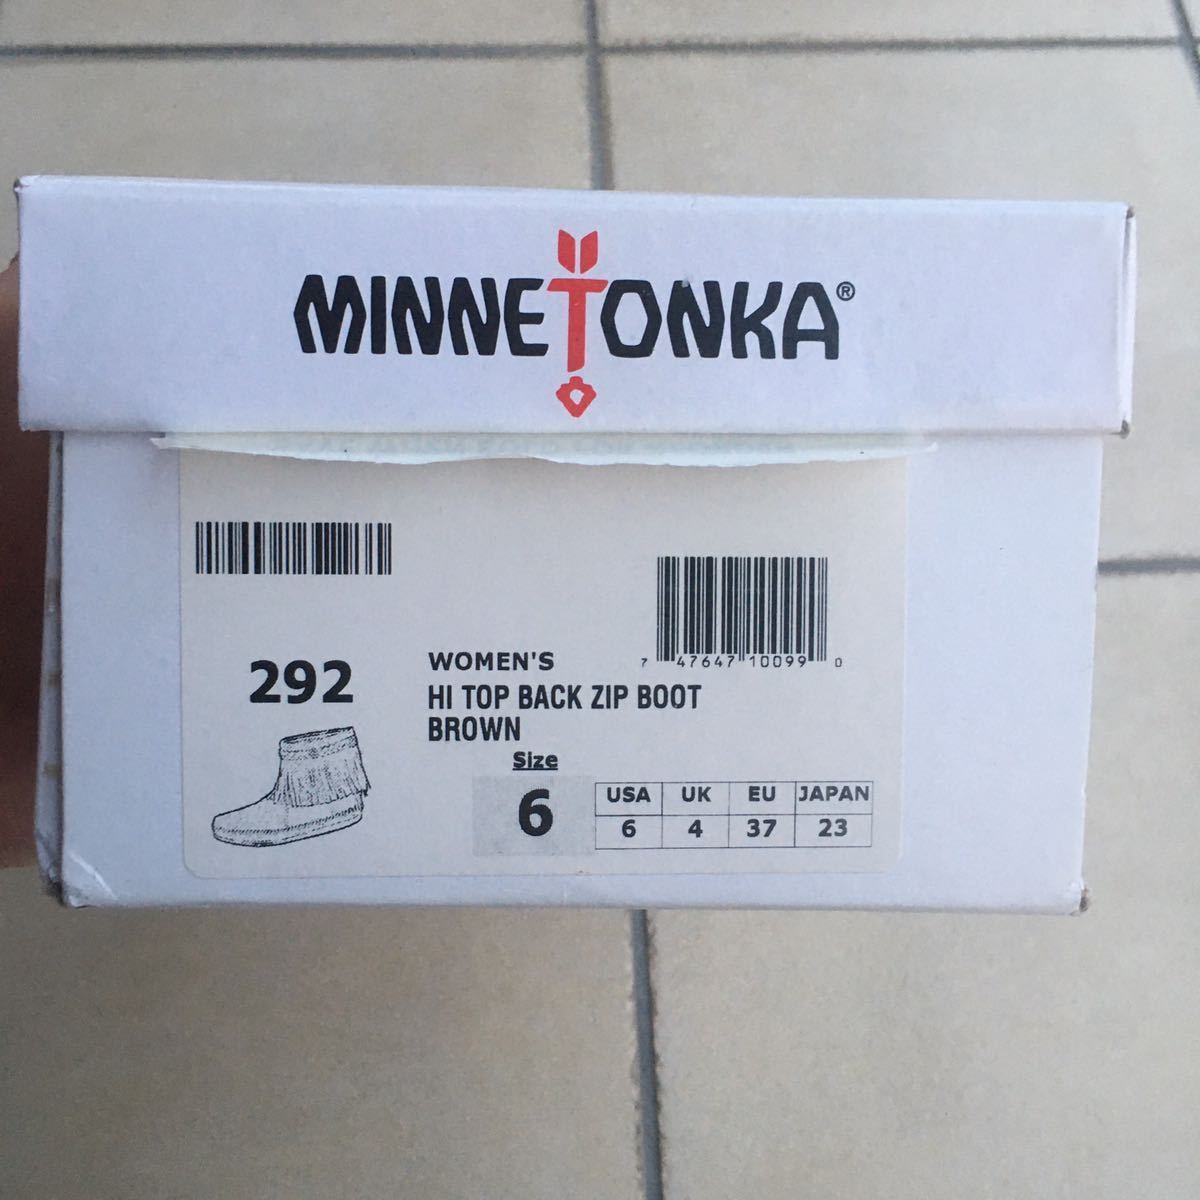 MINNETONKA®
7 47647 10099 0
292
WOMEN'S
HI TOP BACK ZIP BOOT
BROWN
Size
6
USA UK EU JAPAN
6 4 37 23